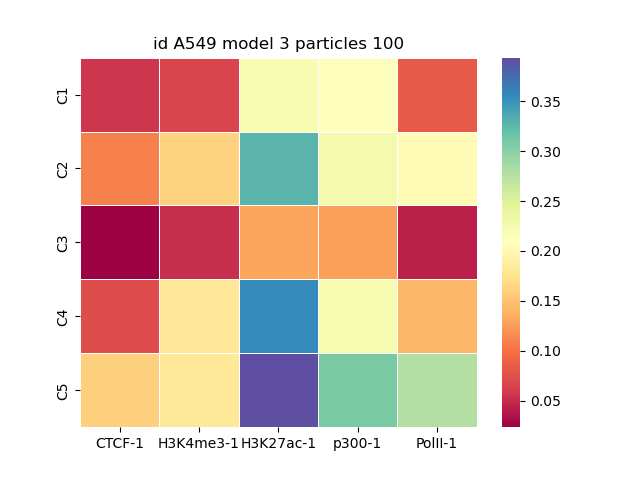 id A549 model 3 particles 100
C1
C2
C3
C4
C5
CTCF-1 H3K4me3-1 H3K27ac-1 p300-1 PolII-1
0.35
0.30
0.25
0.20
0.15
0.10
0.05